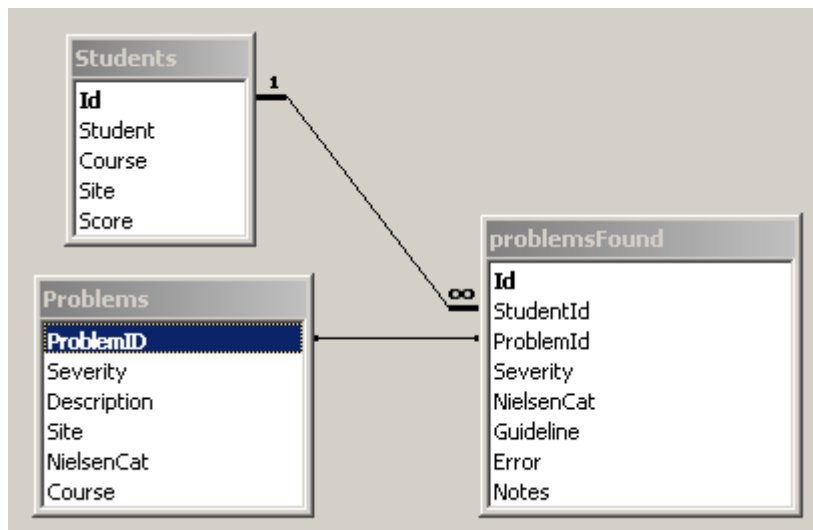 Students
Id
Student
Course
Site
Score
1
∞
problemsFound
Id
StudentId
ProblemId
Severity
NielsenCat
Guideline
Error
Notes
Problems
ProblemID
Severity
Description
Site
NielsenCat
Course